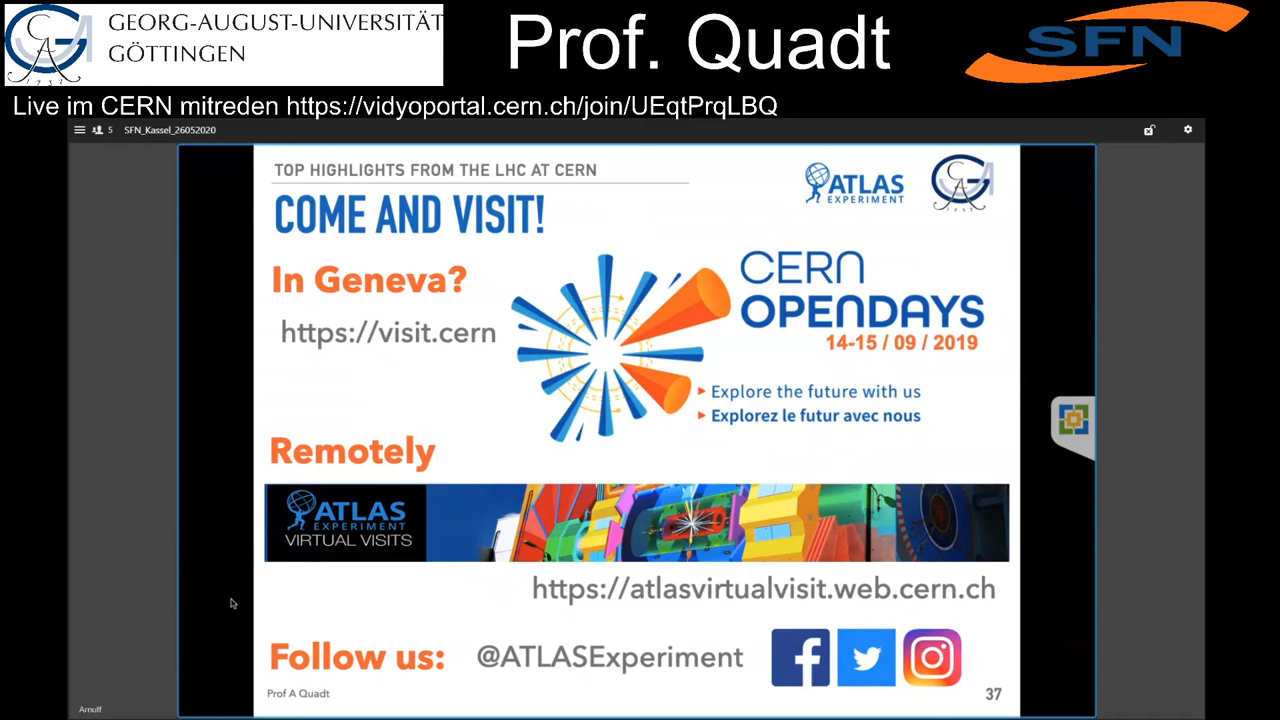 GEORG-AUGUST-UNIVERSITÄT
GÖTTINGEN
Prof. Quadt
SFN
Live im CERN mitreden https://vidyoportal.cern.ch/join/UEqtPrqLBQ
5 SFN_Kassel_26052020
TOP HIGHLIGHTS FROM THE LHC AT CERN
COME AND VISIT!
ATLAS
EXPERIMENT
In Geneva?
https://visit.cern
CERN
OPENDAYS
14-15 / 09 / 2019
Explore the future with us
Explorez le futur avec nous
Remotely
ATLAS
EXPERIMENT
VIRTUAL VISITS
https://atlasvirtualvisit.web.cern.ch
Follow us: @ATLASExperiment
Prof A Quadt
37
Arnulf